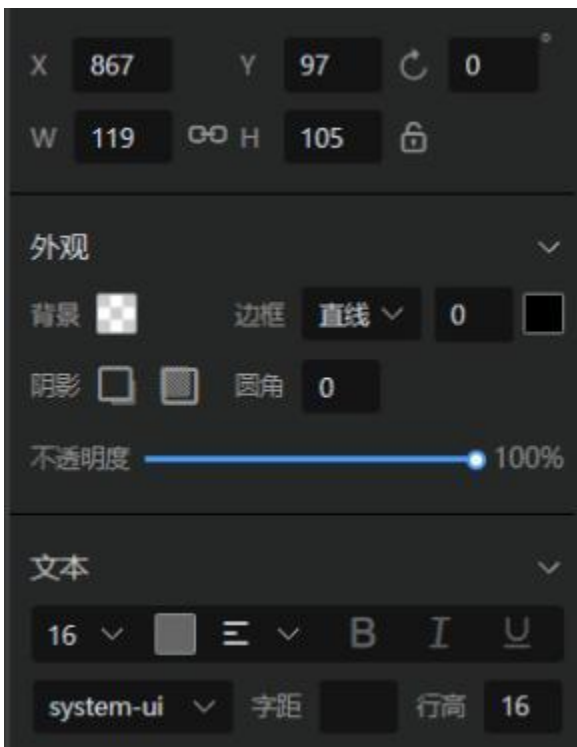 X 867 Y 97 0 °
W 119 H 105
外观
背景 边框 直线 0
阴影 圆角 0
不透明度 100%
文本
16 B I U
system-ui 字距 行高 16